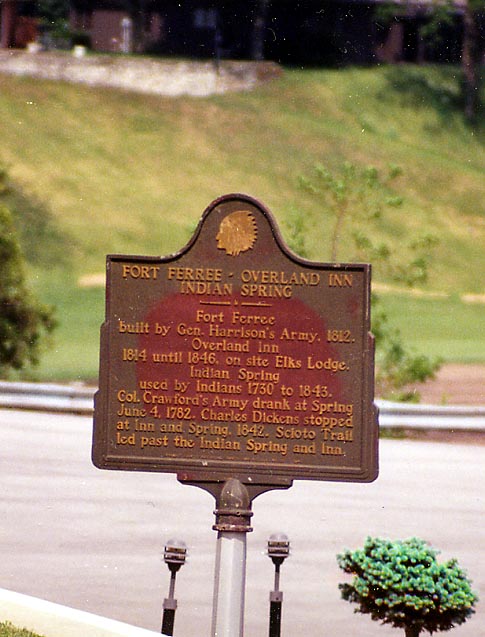 FORT FERREE - OVERLAND INN
INDIAN SPRING
Fort Ferree
built by Gen. Harrison's Army, 1812.
Overland Inn
1814 until 1846, on site Elks Lodge.
Indian Spring
used by Indians 1730 to 1843.
Col. Crawford's Army drank at Spring
June 4, 1782. Charles Dickens stopped
at Inn and Spring, 1842. Scioto Trail
led past the Indian Spring and Inn.